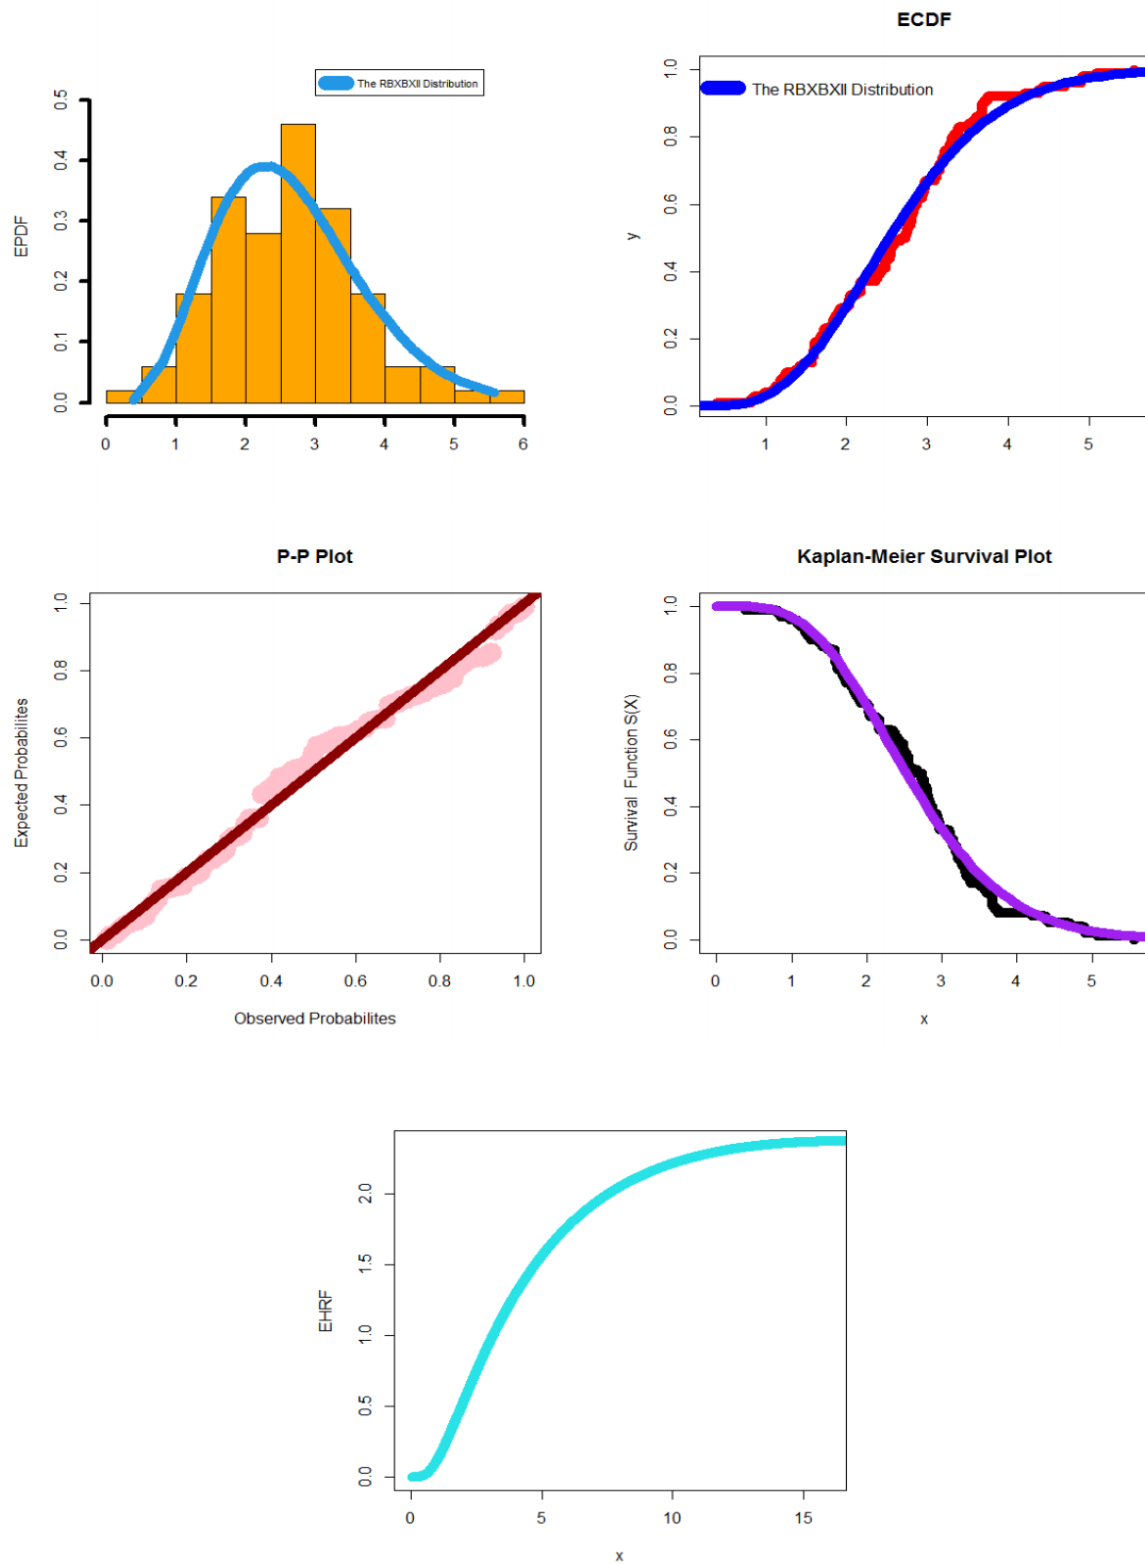 The RBXBXII Distribution
EPDF
0.0 0.1 0.2 0.3 0.4 0.5
0 1 2 3 4 5 6
ECDF
The RBXBXII Distribution
y
0.0 0.2 0.4 0.6 0.8 1.0
1 2 3 4 5
P-P Plot
Expected Probabilites
0.0 0.2 0.4 0.6 0.8 1.0
0.0 0.2 0.4 0.6 0.8 1.0
Observed Probabilites
Kaplan-Meier Survival Plot
Survival Function S(X)
0.0 0.2 0.4 0.6 0.8 1.0
0 1 2 3 4 5
x
EHRF
0.0 0.5 1.0 1.5 2.0
0 5 10 15
x